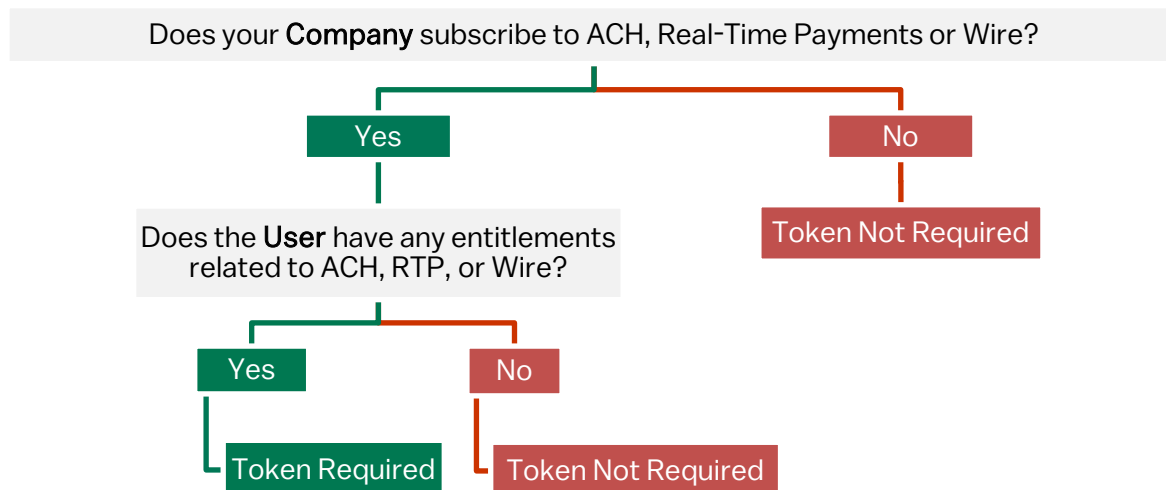 Does your Company subscribe to ACH, Real-Time Payments or Wire?
Yes
No
Does the User have any entitlements
related to ACH, RTP, or Wire?
Token Not Required
Yes
No
Token Required
Token Not Required